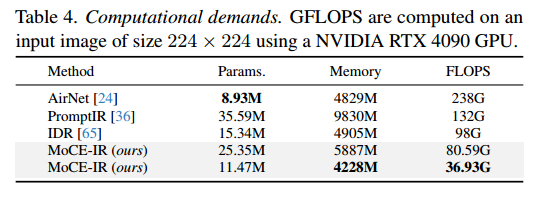 Table 4. Computational demands. GFLOPS are computed on an
input image of size 224 × 224 using a NVIDIA RTX 4090 GPU.
Method Params. Memory FLOPS
AirNet [24] 8.93M 4829M 238G
PromptIR [36] 35.59M 9830M 132G
IDR [65] 15.34M 4905M 98G
MoCE-IR (ours) 25.35M 5887M 80.59G
MoCE-IR (ours) 11.47M 4228M 36.93G